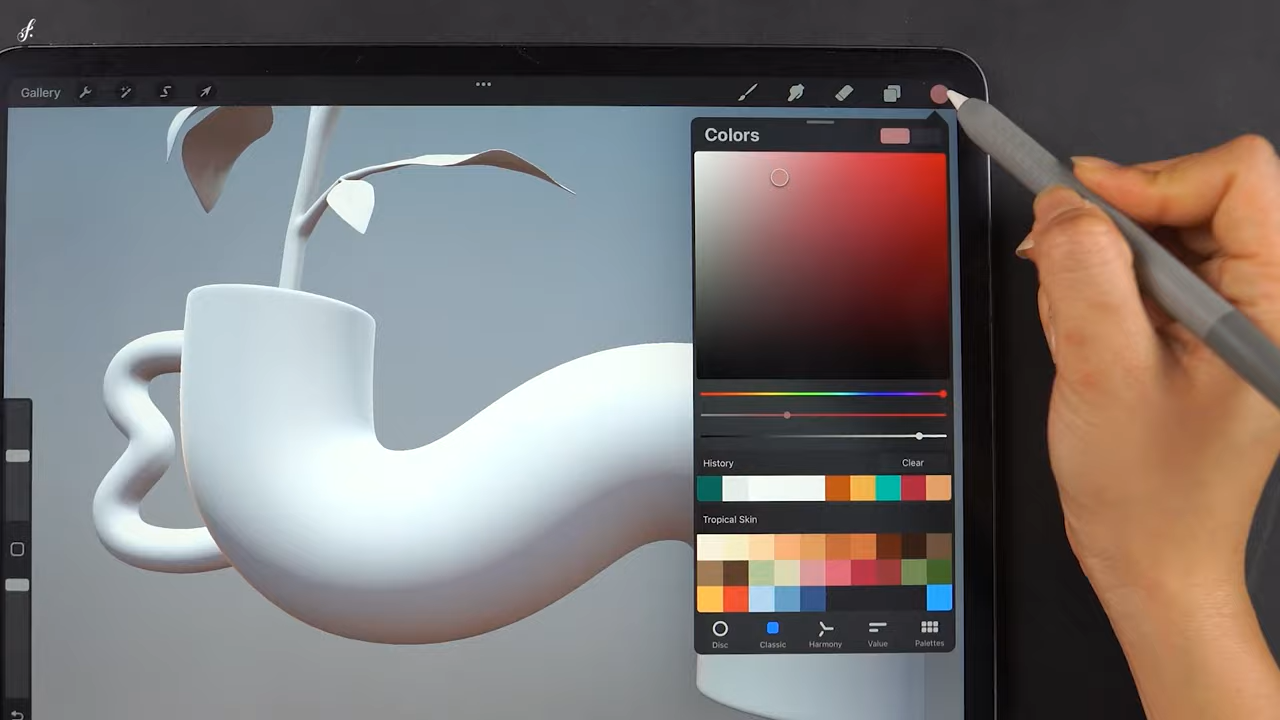 f.
Gallery
Colors
History
Clear
Tropical Skin
Disc
Classic
Harmony
Value
Palettes